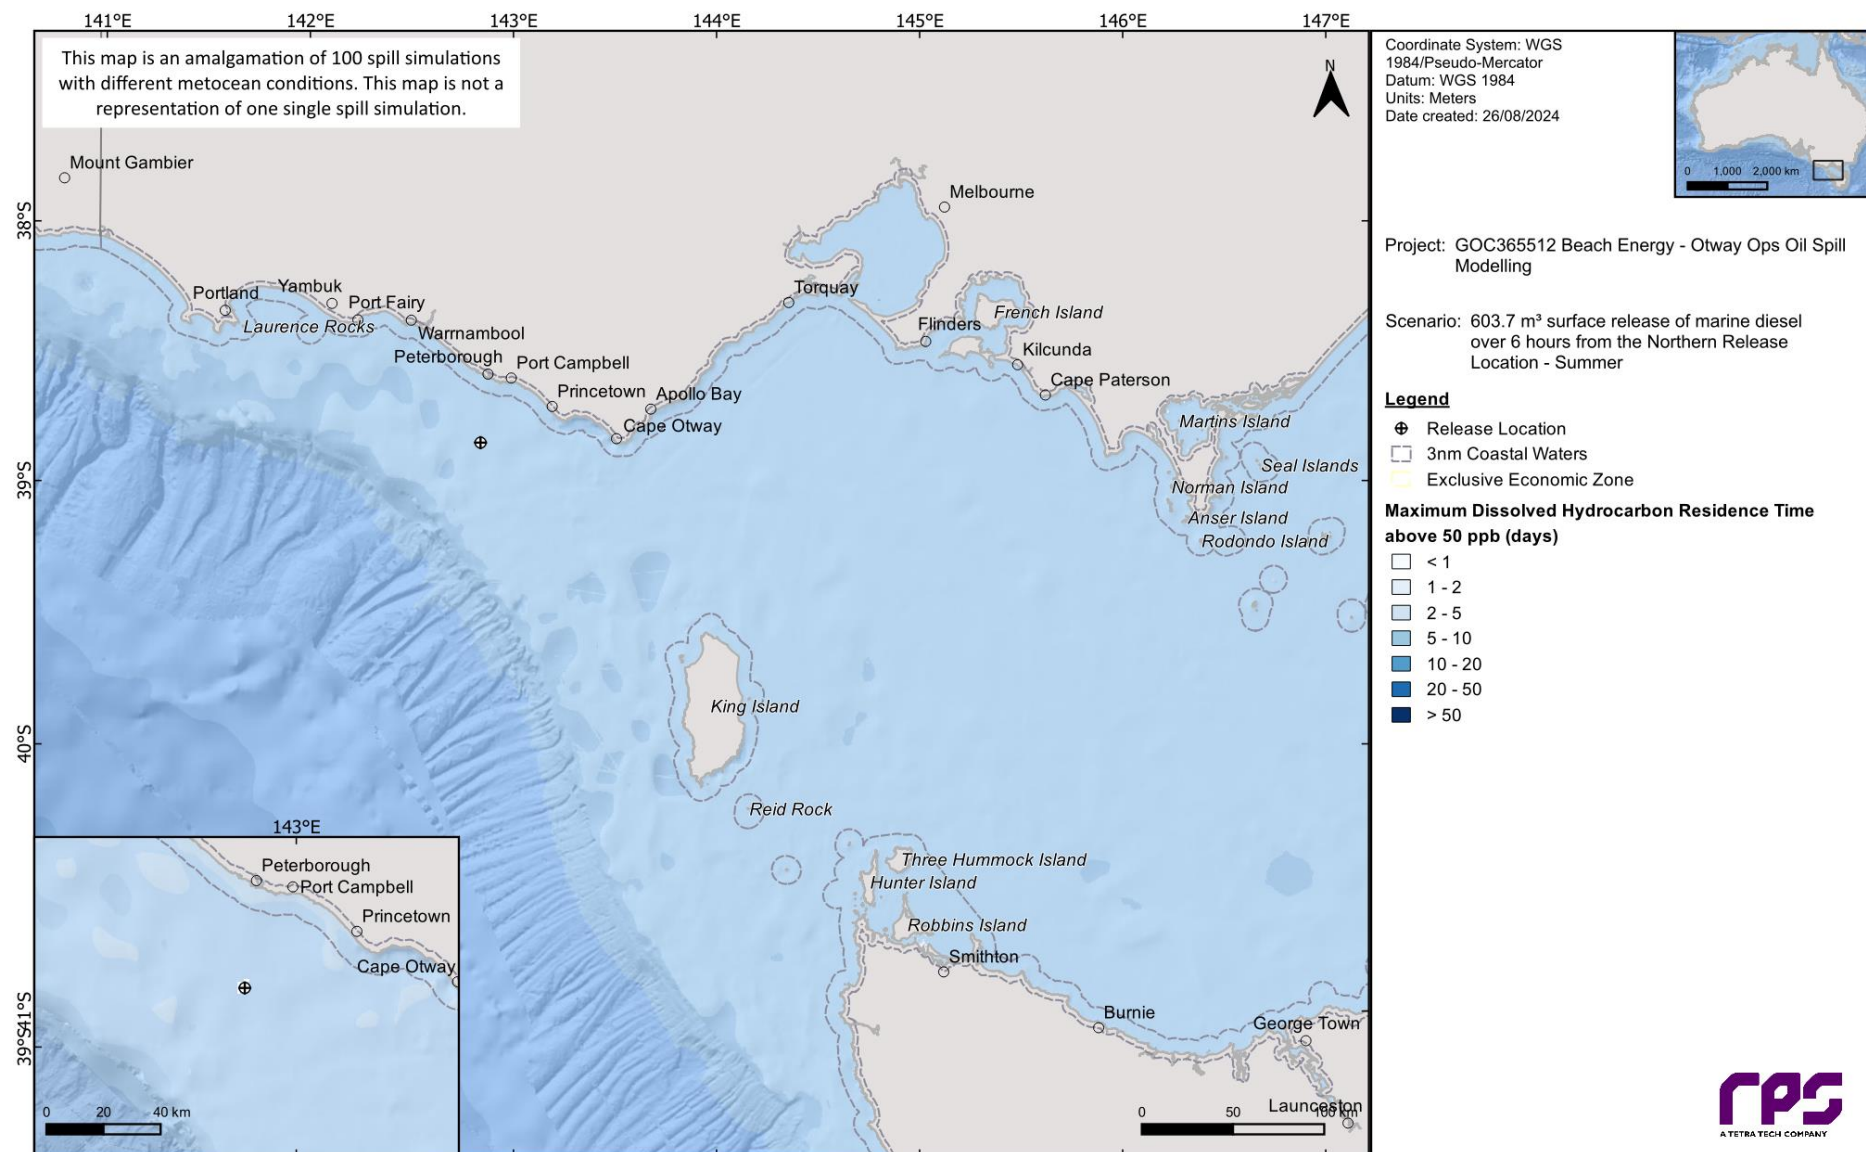 141°E 142°E 143°E 144°E 145°E 146°E 147°E
This map is an amalgamation of 100 spill simulations
with different metocean conditions. This map is not a
representation of one single spill simulation.
N
Mount Gambier
Melbourne
38°S
Portland
Yambuk
Port Fairy
Laurence Rocks
Warrnambool
Torquay
French Island
Flinders
Peterborough
Port Campbell
Kilcunda
Princetown
Apollo Bay
Cape Paterson
Cape Otway
Martins Island
Seal Islands
39°S
Norman Island
Anser Island
Rodondo Island
King Island
40°S
Reid Rock
Three Hummock Island
Hunter Island
Robbins Island
Smithton
41°S
Burnie
George Town
Launceston
0 50 100 km
143°E
Peterborough
Port Campbell
Princetown
Cape Otway
39°S
0 20 40 km
Coordinate System: WGS
1984/Pseudo-Mercator
Datum: WGS 1984
Units: Meters
Date created: 26/08/2024
0 1,000 2,000 km
Project: GOC365512 Beach Energy - Otway Ops Oil Spill
Modelling
Scenario: 603.7 m³ surface release of marine diesel
over 6 hours from the Northern Release
Location - Summer
Legend
Release Location
3nm Coastal Waters
Exclusive Economic Zone
Maximum Dissolved Hydrocarbon Residence Time
above 50 ppb (days)
< 1
1 - 2
2 - 5
5 - 10
10 - 20
20 - 50
> 50
rps
A TETRA TECH COMPANY